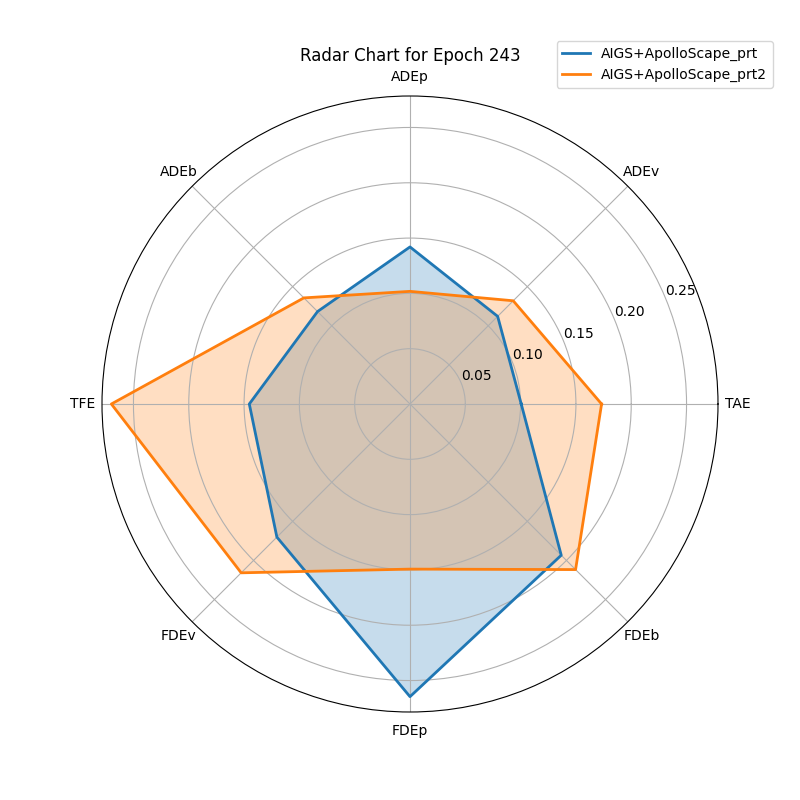 Radar Chart for Epoch 243
AIGS+ApolloScape_prt
AIGS+ApolloScape_prt2
ADEp
ADEb
ADEv
0.25
0.20
0.15
0.10
0.05
TFE
TAE
FDEv
FDEb
FDEp